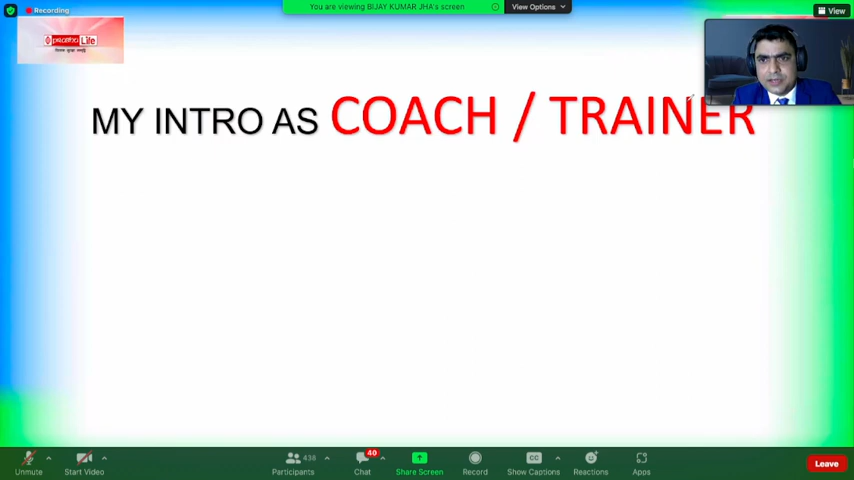 Recording
You are viewing BIJAY KUMAR JHA's screen
View Options
View
Life
MY INTRO AS COACH / TRAINER
Unmute
Start Video
438
Participants
40
Chat
Share Screen
Record
CC
Show Captions
Reactions
Apps
Leave